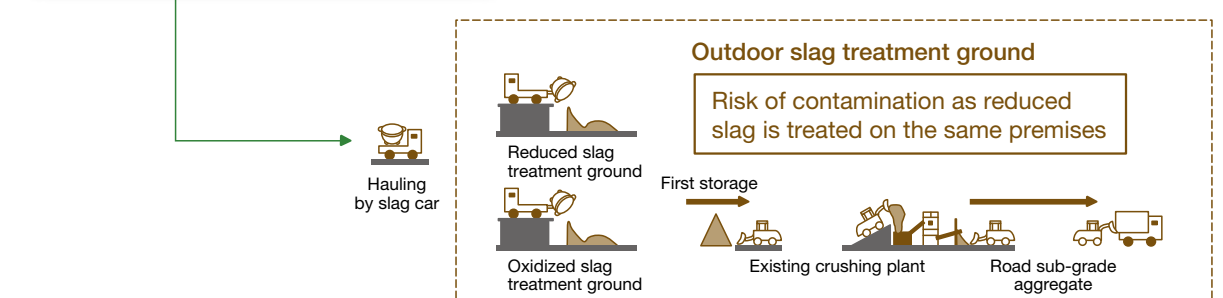 Outdoor slag treatment ground
Risk of contamination as reduced
slag is treated on the same premises
Reduced slag
treatment ground
Hauling
by slag car
First storage
Oxidized slag
treatment ground
Existing crushing plant
Road sub-grade
aggregate